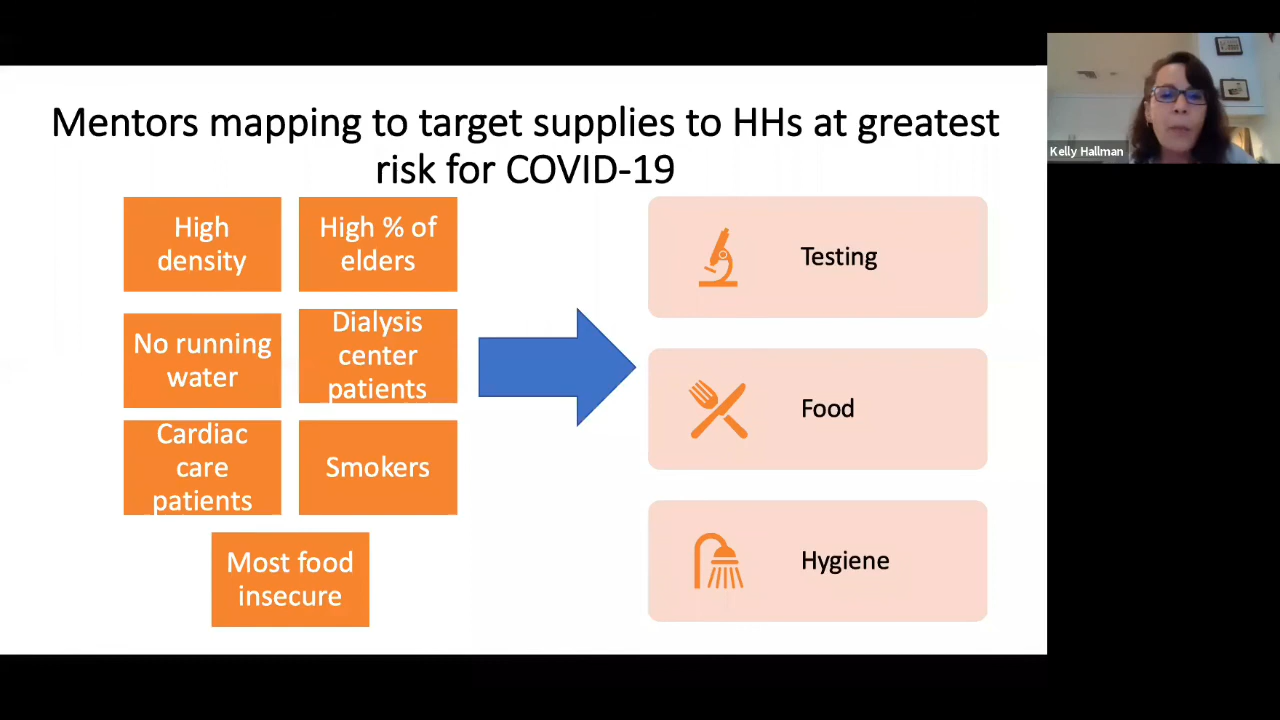 Mentors mapping to target supplies to HHs at greatest
risk for COVID-19
High
density
High % of
elders
No running
water
Dialysis
center
patients
Cardiac
care
patients
Smokers
Most food
insecure
Testing
Food
Hygiene
Kelly Hallman